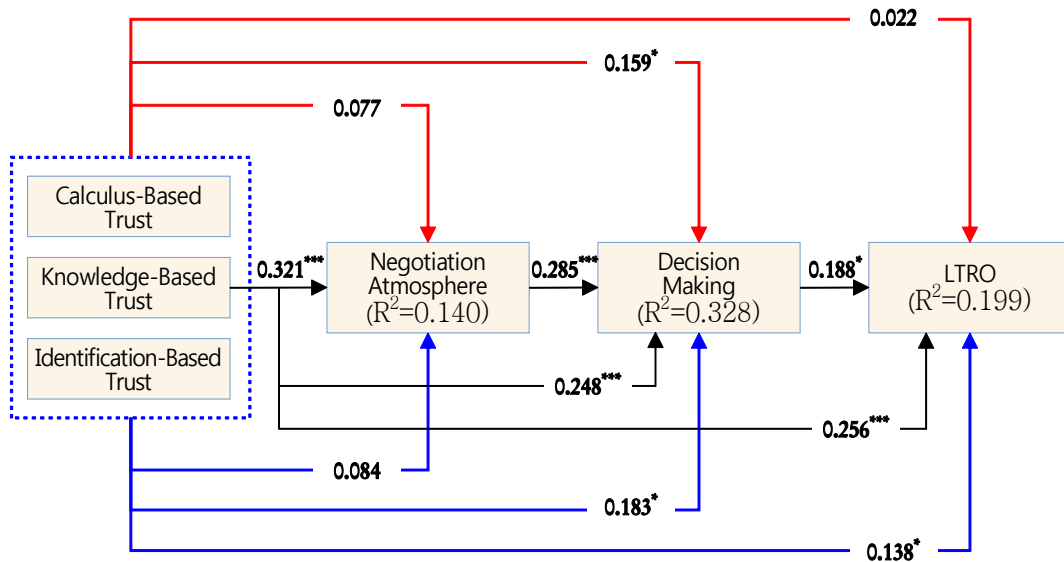 0.022
0.159*
0.077
Calculus-Based
Trust
Knowledge-Based
Trust
Identification-Based
Trust
0.321***
Negotiation
Atmosphere
(R²=0.140)
0.285***
Decision
Making
(R²=0.328)
0.188*
LTRO
(R²=0.199)
0.248***
0.256***
0.084
0.183*
0.138*